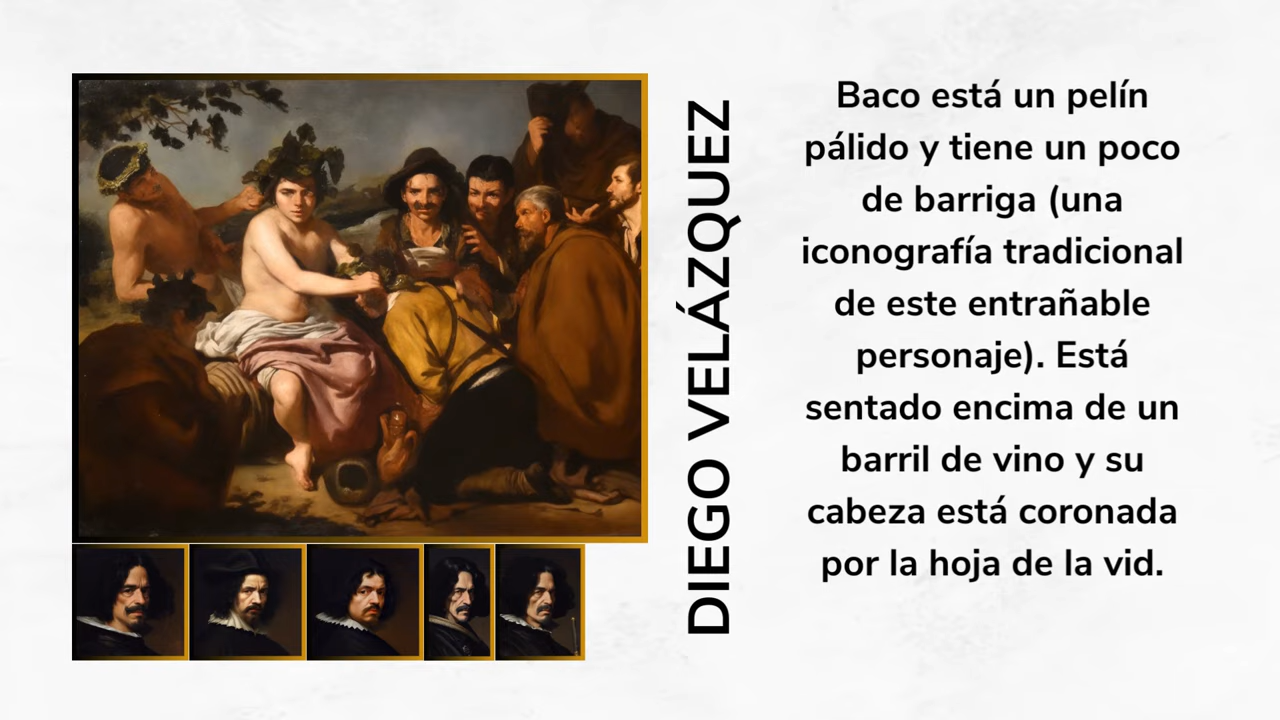 DIEGO VELÁZQUEZ
Baco está un pelín
pálido y tiene un poco
de barriga (una
iconografía tradicional
de este entrañable
personaje). Está
sentado encima de un
barril de vino y su
cabeza está coronada
por la hoja de la vid.